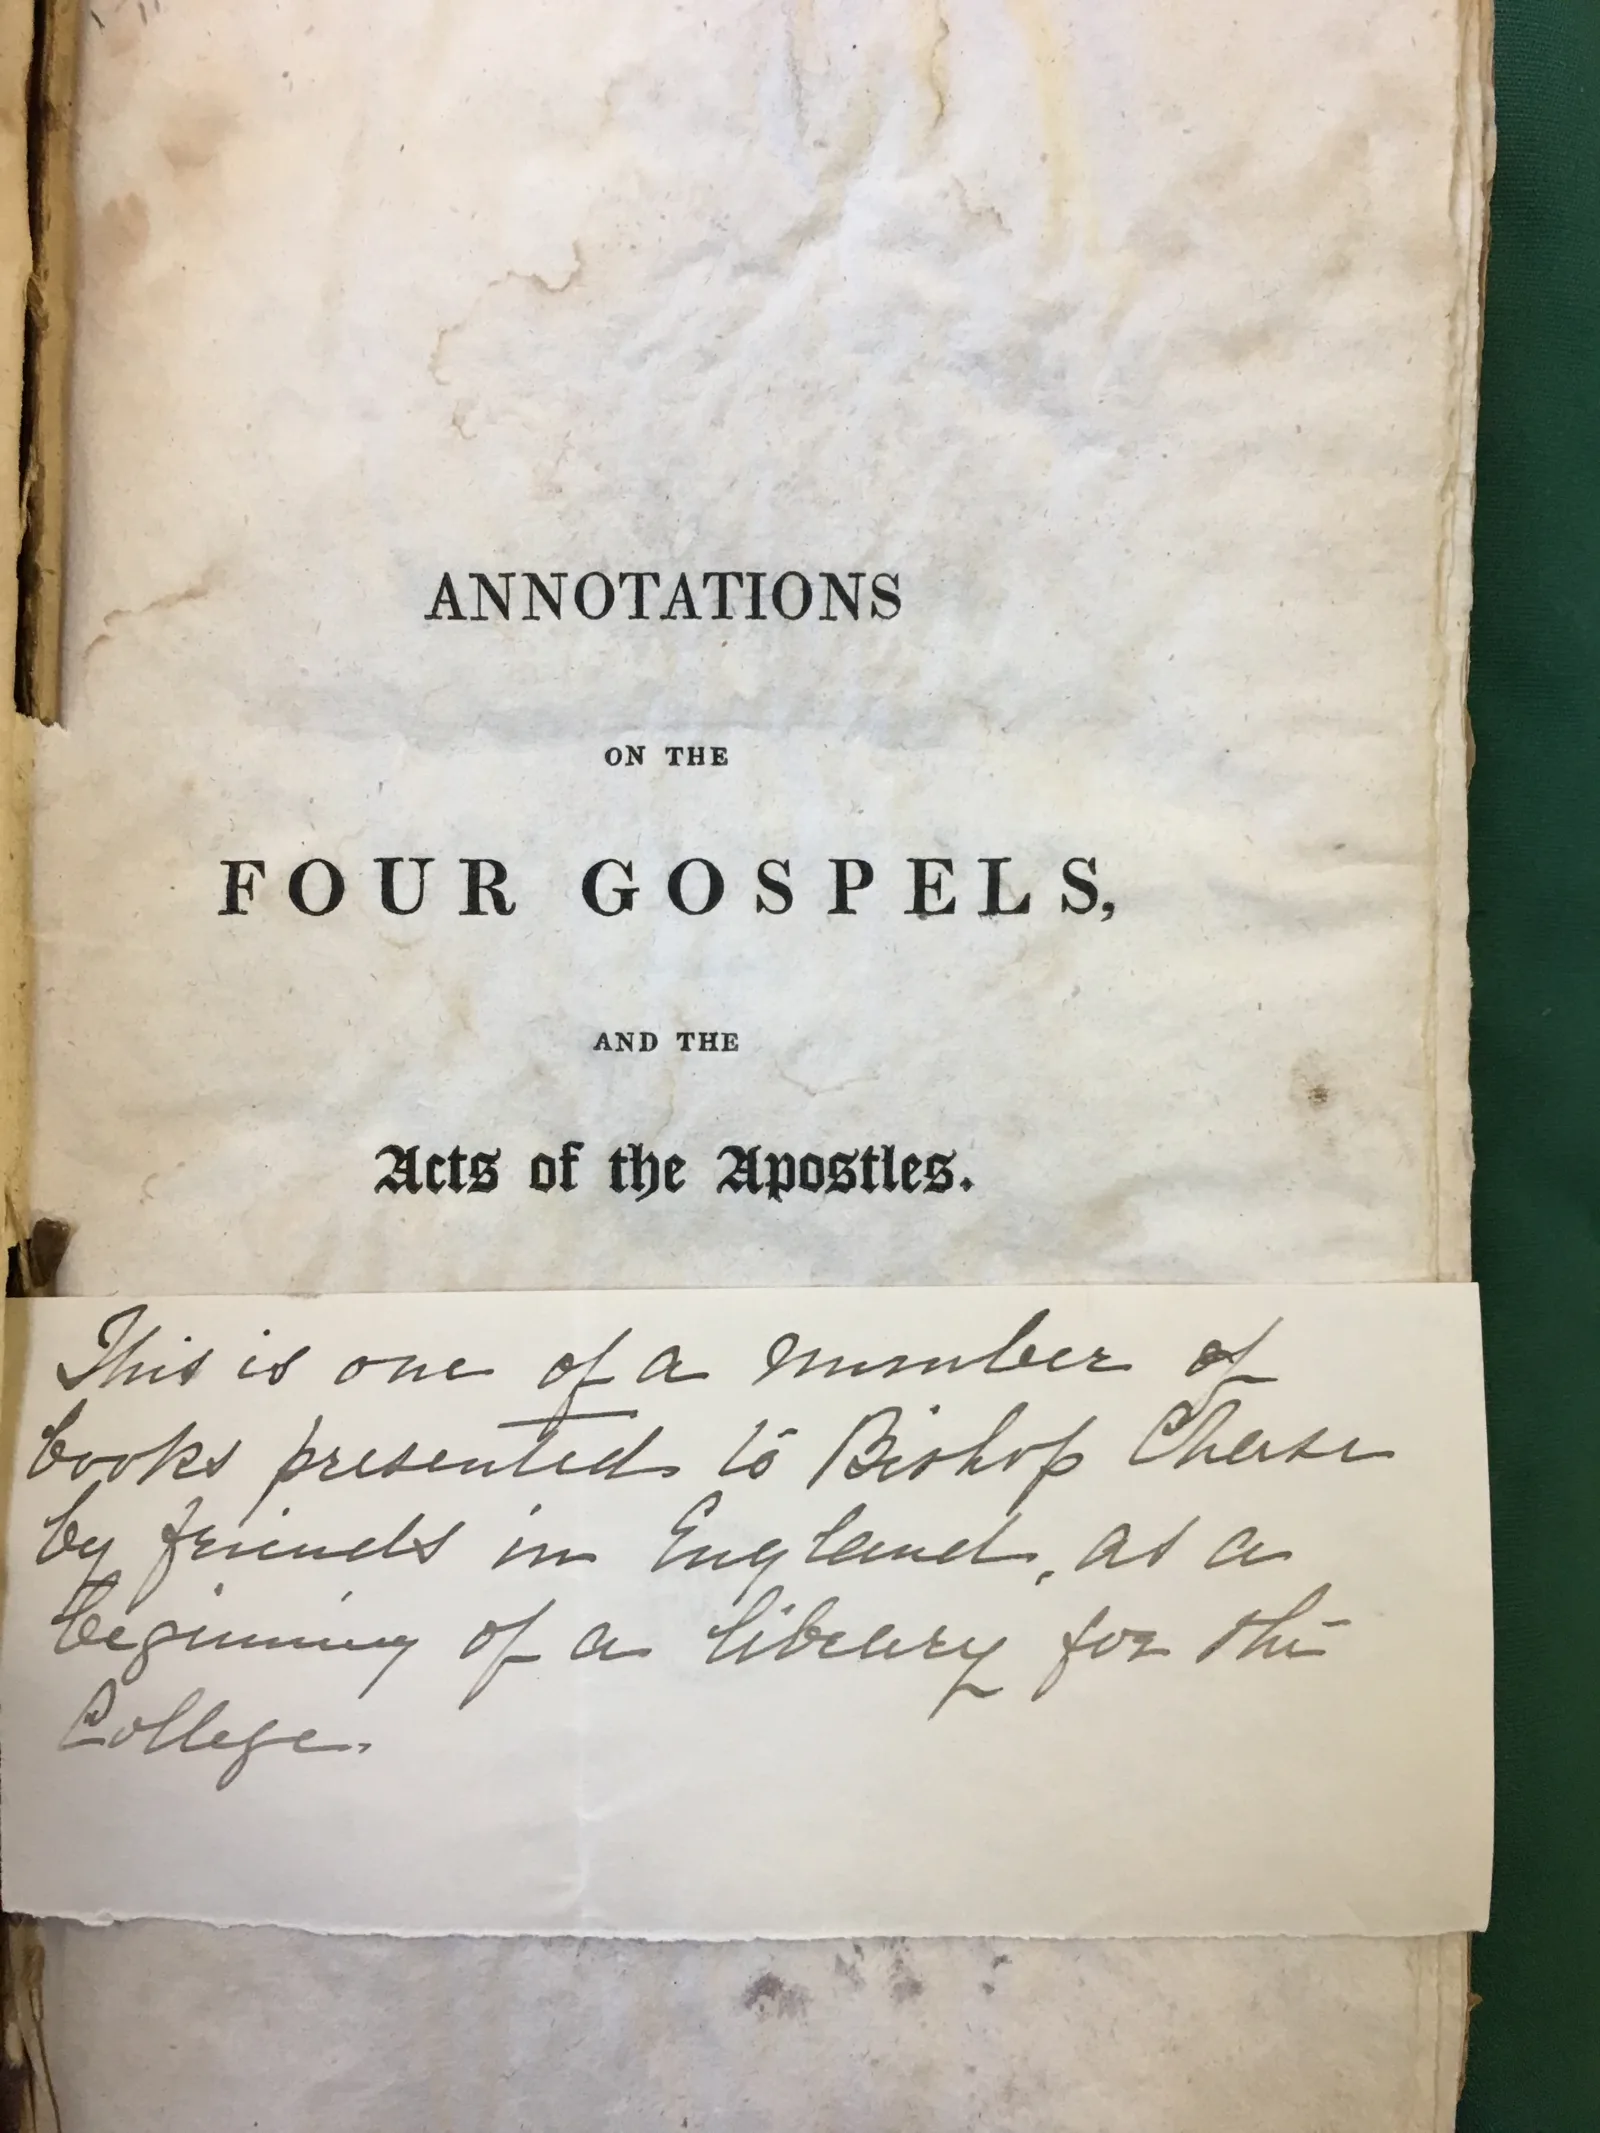 ANNOTATIONS
ON THE
FOUR GOSPELS,
AND THE
Acts of the Apostles.
This is one of a number of
books presented to Bishop Chase
by friends in England, as a
beginning of a library for the
College.